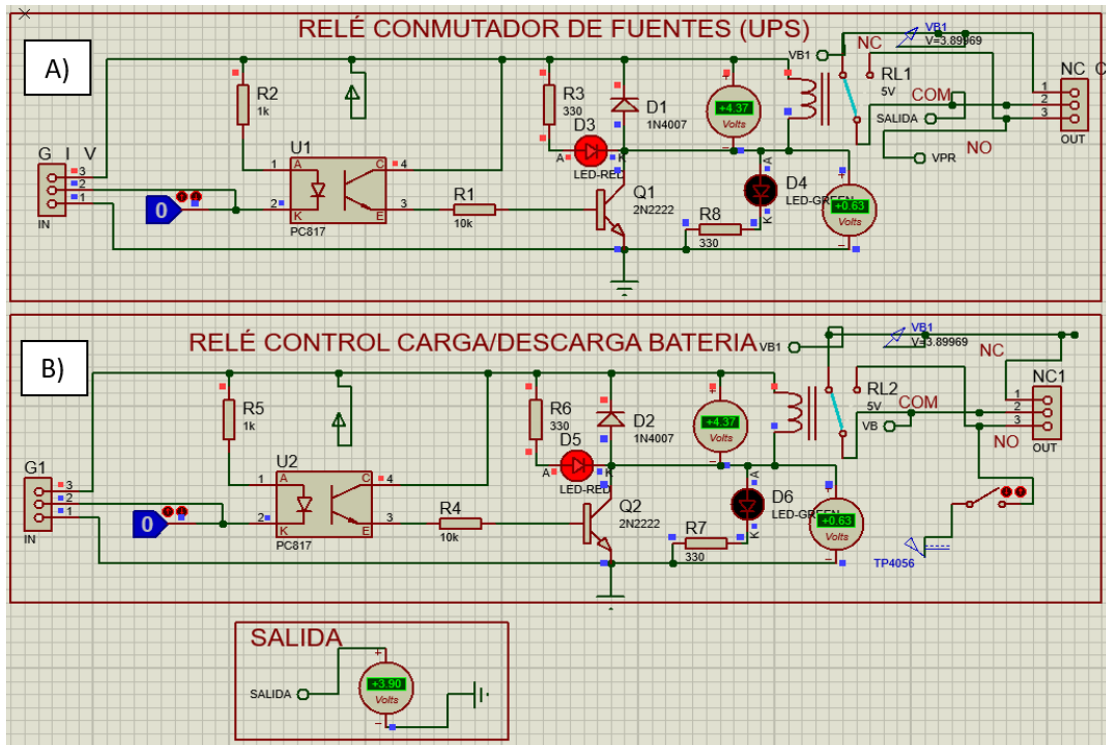 RELÉ CONMUTADOR DE FUENTES (UPS)
A)
VB1
NC
VB1
V=3.89969
R2
1k
R3
330
D1
1N4007
+4.37
Volts
RL1
5V
NC C
COM
1
2
3
OUT
SALIDA
NO
VPR
D3
A
K
LED-RED
U1
1
A
C
4
2
K
E
3
PC817
G I V
3
2
1
IN
0
R1
10k
Q1
2N2222
A
D4
K
LED-GREEN
R8
330
+0.63
Volts
RELÉ CONTROL CARGA/DESCARGA BATERIA
B)
VB1
VB1
V=3.89969
NC
R5
1k
R6
330
D2
1N4007
+4.37
Volts
RL2
5V
NC1
COM
1
2
3
OUT
VB
NO
D5
A
K
LED-RED
U2
1
A
C
4
2
K
E
3
PC817
G1
3
2
1
IN
0
R4
10k
Q2
2N2222
A
D6
K
LED-GREEN
R7
330
+0.63
Volts
TP4056
SALIDA
SALIDA
+3.90
Volts